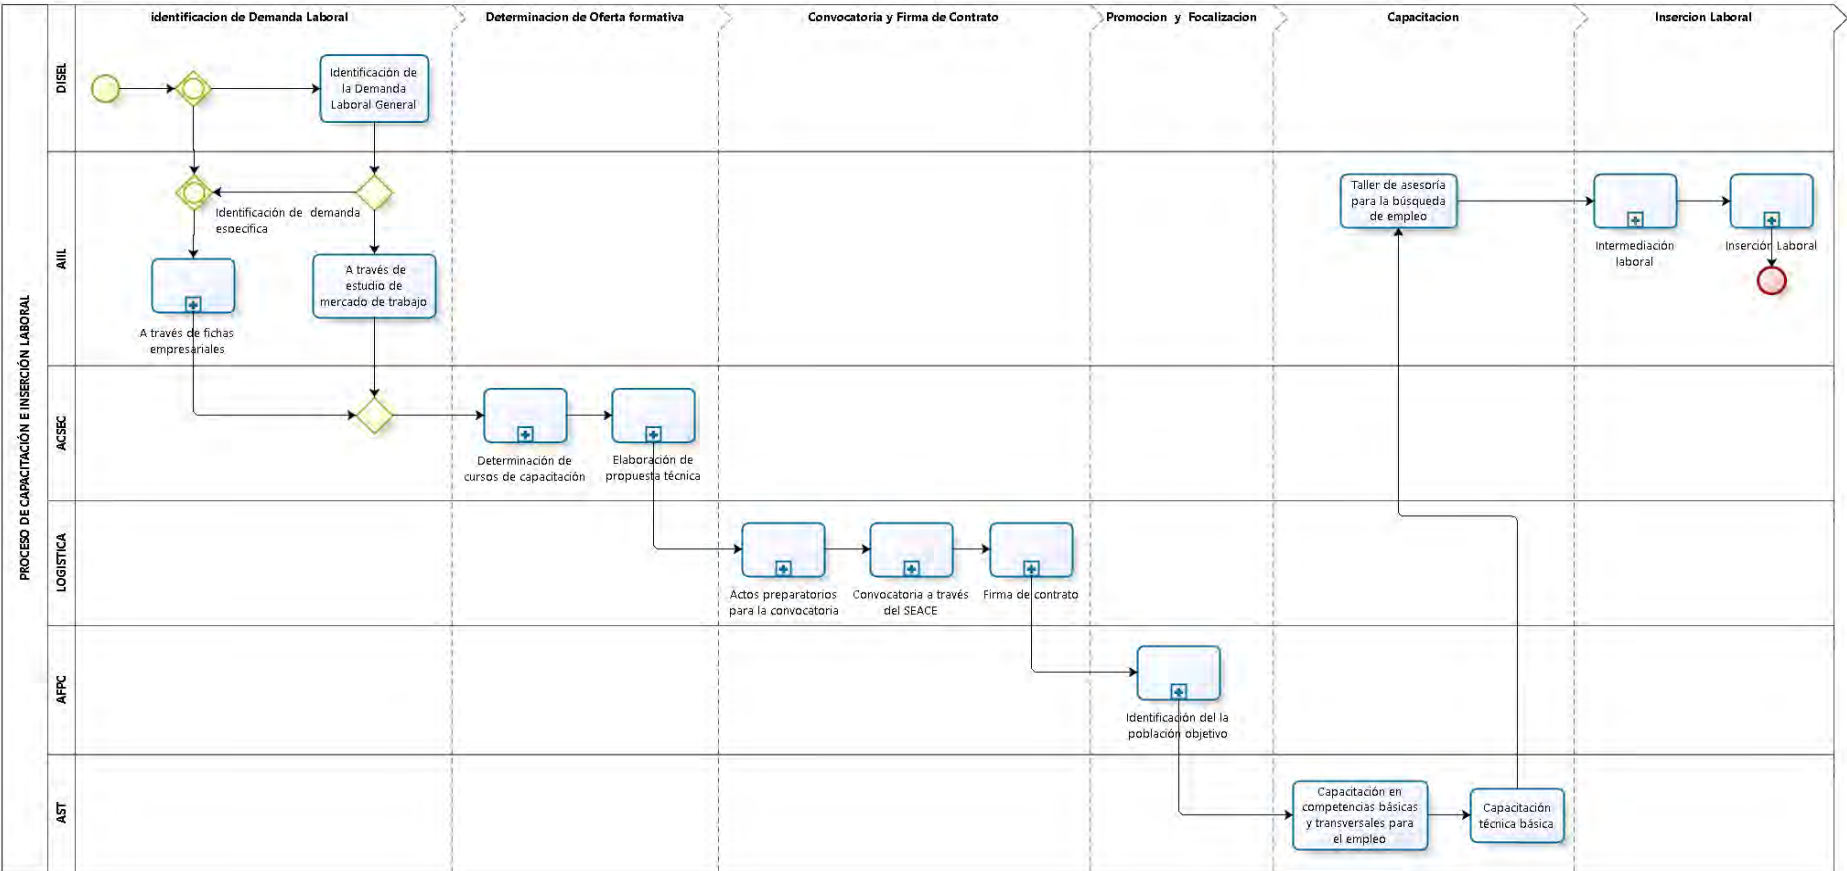 identificacion de Demanda Laboral
Determinacion de Oferta formativa
Convocatoria y Firma de Contrato
Promocion y Focalizacion
Capacitacion
Insercion Laboral
PROCESO DE CAPACITACIÓN E INSERCIÓN LABORAL
DISEL
Identificación de
la Demanda
Laboral General
AIIL
Identificación de demanda
especifica
A través de fichas
empresariales
A través de
estudio de
mercado de trabajo
Taller de asesoría
para la búsqueda
de empleo
Intermediación
laboral
Inserción Laboral
ACSEC
Determinación de
cursos de capacitación
Elaboración de
propuesta técnica
LOGISTICA
Actos preparatorios
para la convocatoria
Convocatoria a través
del SEACE
Firma de contrato
AFPC
Identificación del la
población objetivo
AST
Capacitación en
competencias básicas
y transversales para
el empleo
Capacitación
técnica básica